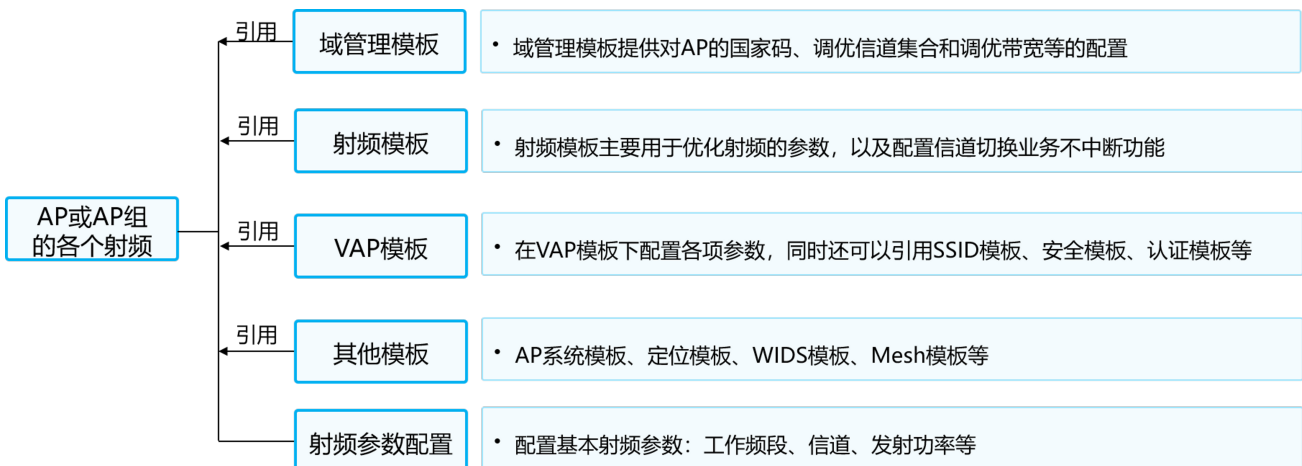 引用
域管理模板
• 域管理模板提供对AP的国家码、调优信道集合和调优带宽等的配置
引用
射频模板
• 射频模板主要用于优化射频的参数，以及配置信道切换业务不中断功能
AP或AP组
的各个射频
引用
VAP模板
• 在VAP模板下配置各项参数，同时还可以引用SSID模板、安全模板、认证模板等
引用
其他模板
• AP系统模板、定位模板、WIDS模板、Mesh模板等
射频参数配置
• 配置基本射频参数：工作频段、信道、发射功率等